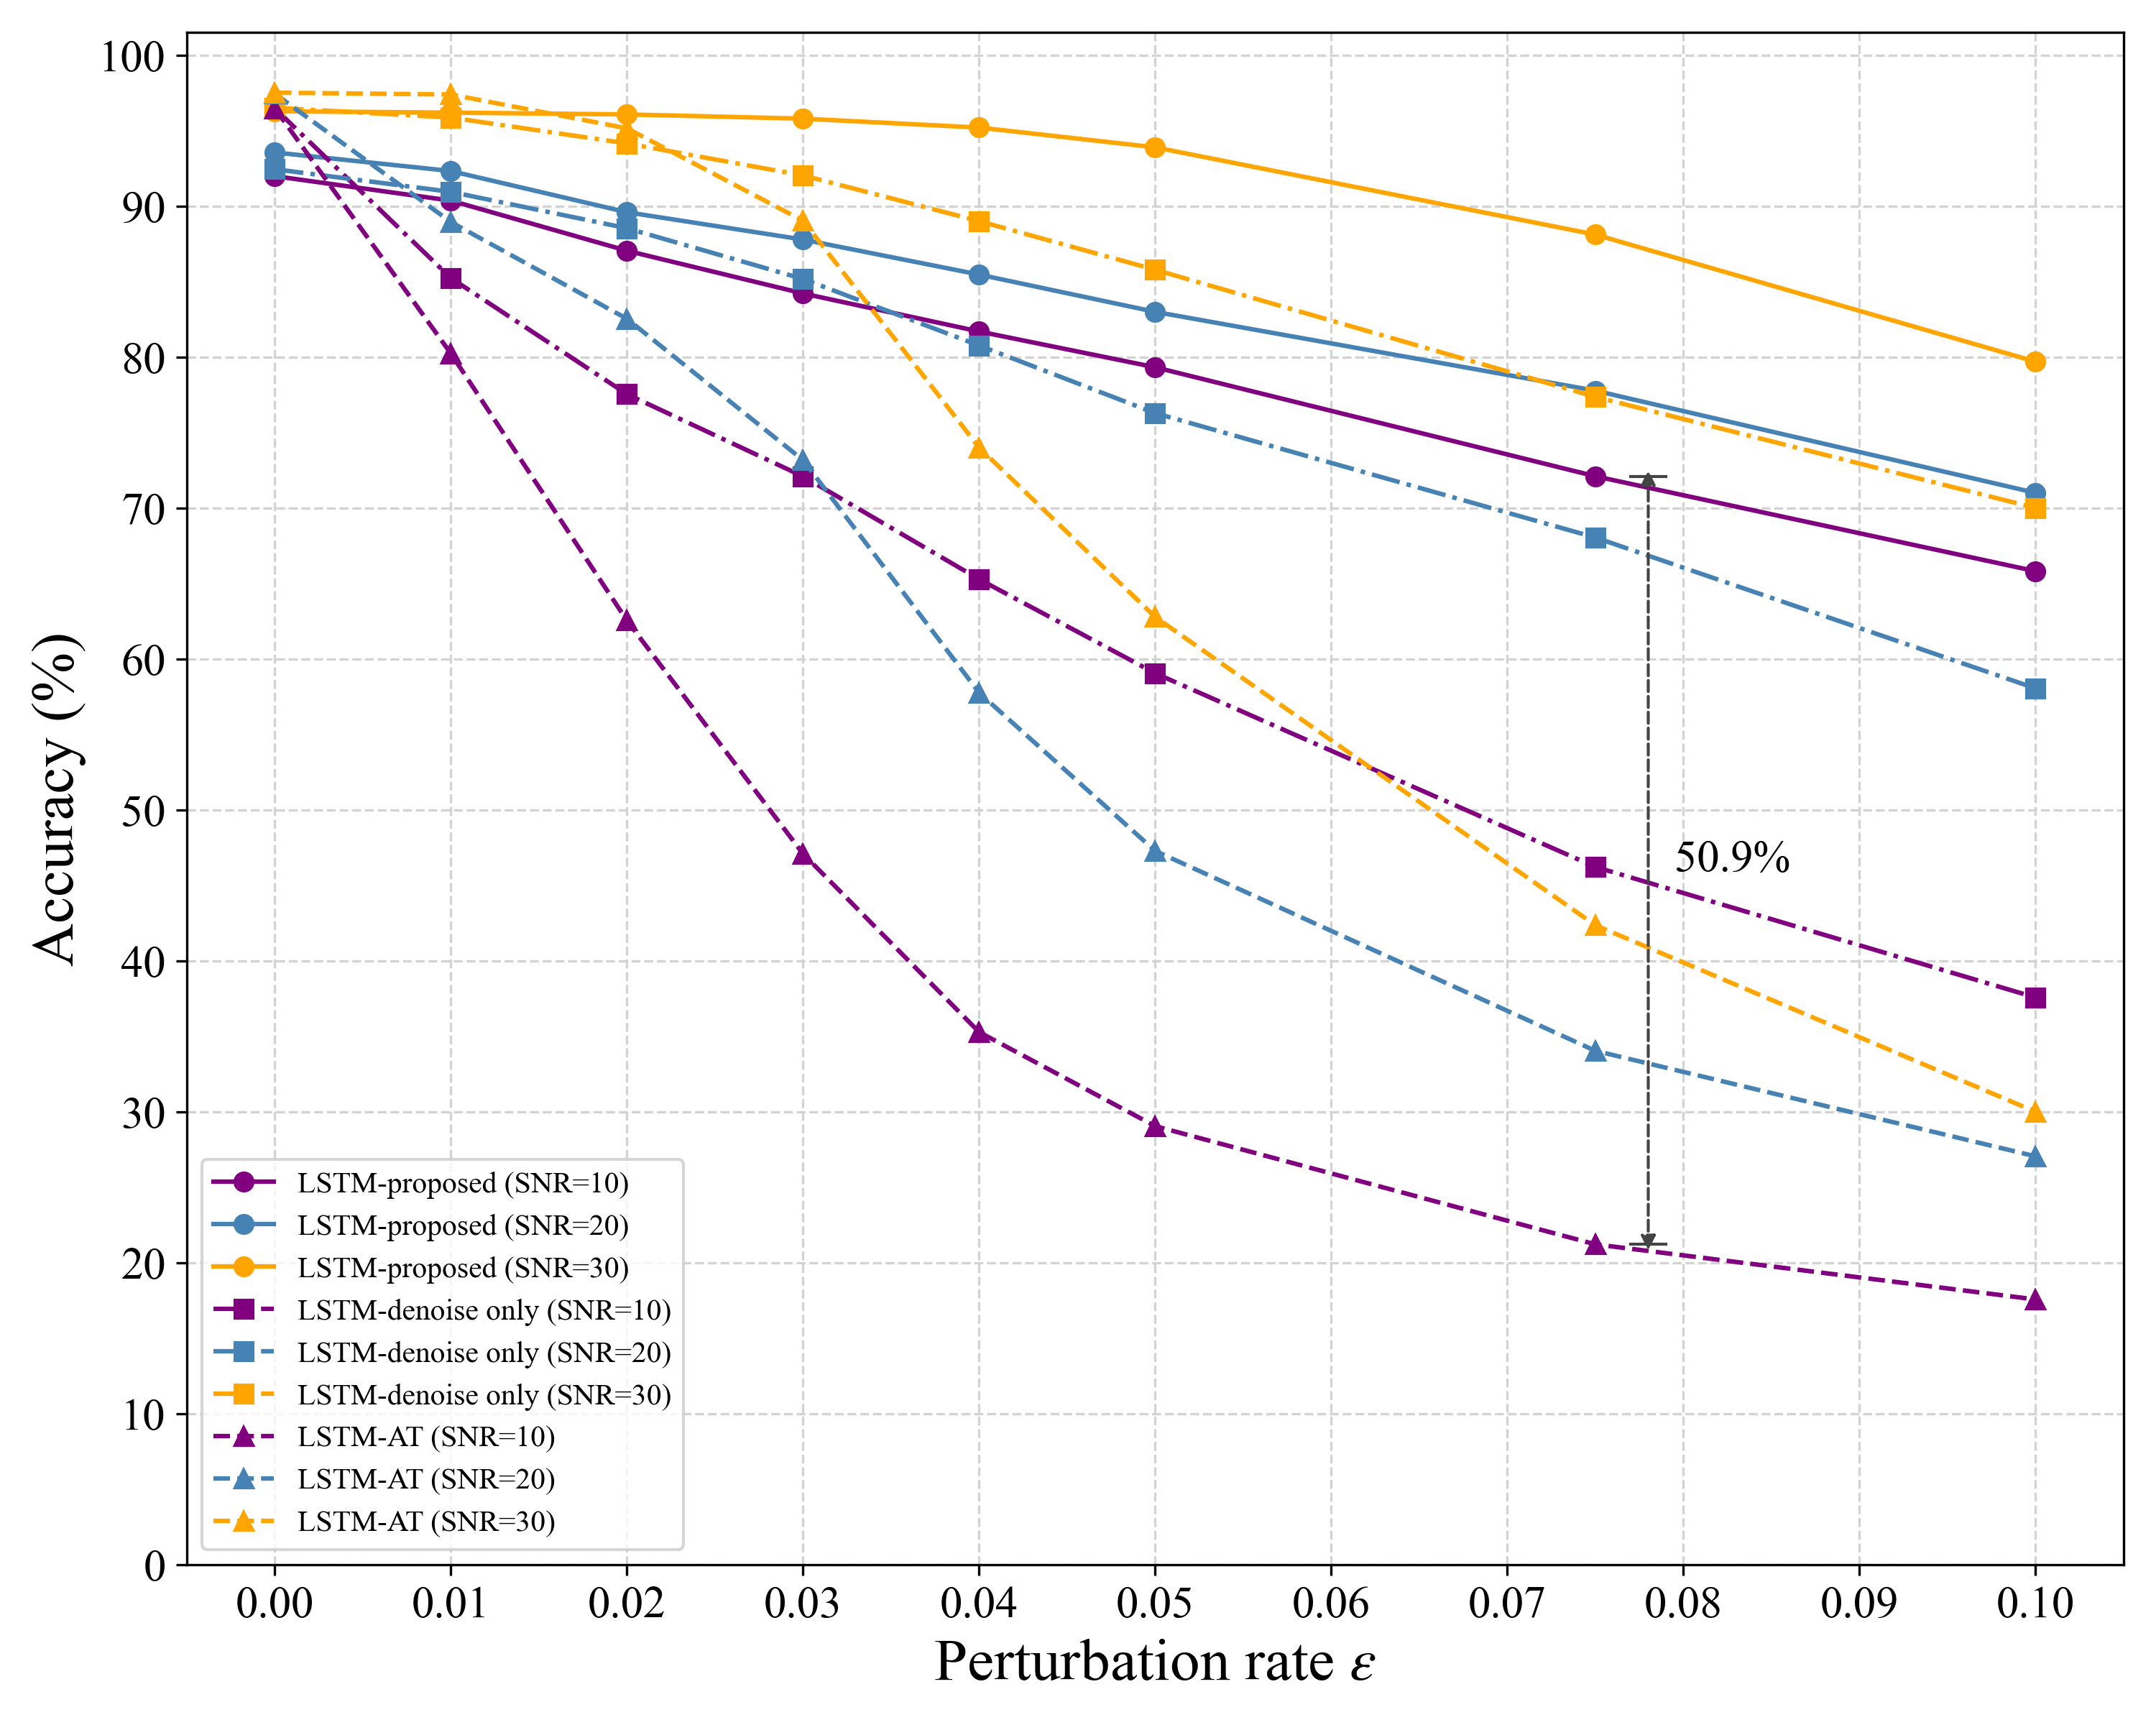 Accuracy (%)
100
90
80
70
60
50
40
30
20
10
0
50.9%
LSTM-proposed (SNR=10)
LSTM-proposed (SNR=20)
LSTM-proposed (SNR=30)
LSTM-denoise only (SNR=10)
LSTM-denoise only (SNR=20)
LSTM-denoise only (SNR=30)
LSTM-AT (SNR=10)
LSTM-AT (SNR=20)
LSTM-AT (SNR=30)
0.00 0.01 0.02 0.03 0.04 0.05 0.06 0.07 0.08 0.09 0.10
Perturbation rate ε